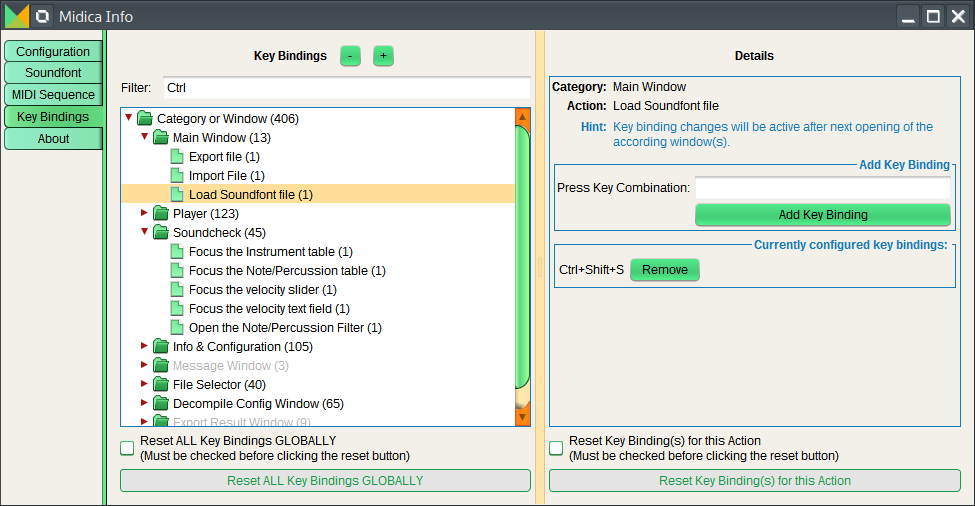 Midica Info
Configuration
Soundfont
MIDI Sequence
Key Bindings
About
Key Bindings - +
Filter: Ctrl
Category or Window (406)
Main Window (13)
Export file (1)
Import File (1)
Load Soundfont file (1)
Player (123)
Soundcheck (45)
Focus the Instrument table (1)
Focus the Note/Percussion table (1)
Focus the velocity slider (1)
Focus the velocity text field (1)
Open the Note/Percussion Filter (1)
Info & Configuration (105)
Message Window (3)
File Selector (40)
Decompile Config Window (65)
Export Result Window (9)
Reset ALL Key Bindings GLOBALLY
(Must be checked before clicking the reset button)
Reset ALL Key Bindings GLOBALLY
Details
Category: Main Window
Action: Load Soundfont file
Hint: Key binding changes will be active after next opening of the
according window(s).
Add Key Binding
Press Key Combination:
Add Key Binding
Currently configured key bindings:
Ctrl+Shift+S Remove
Reset Key Binding(s) for this Action
(Must be checked before clicking the reset button)
Reset Key Binding(s) for this Action